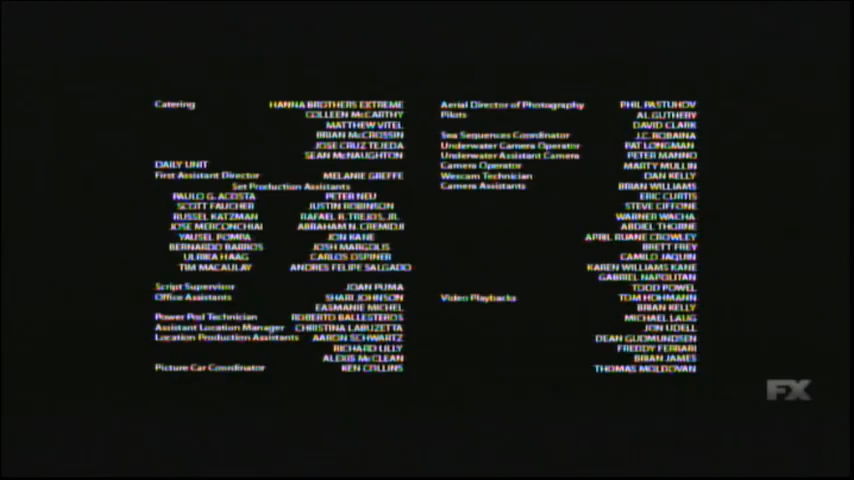 Catering HANNA BROTHERS EXTREME
COLLEEN McCARTHY
MATTHEW VITEL
BRIAN McCROSSIN
JOSE CRUZ TEJEDA
SEAN McNAUGHTON
DAILY UNIT
First Assistant Director MELANIE GREFFE
Set Production Assistants
PAULO G. ACOSTA PETER NEU
SCOTT FAUCHER JUSTIN ROBINSON
RUSSEL KATZMAN RAFAEL R. TREJOS, JR.
JOSE MERCONCHAI ABRAHAM N. CREMIDJI
YAUSEL POMPA JON KANE
BERNARDO BARROS JOSH MARGOLIS
ULRIKA HAAG CARLOS OSPINER
TIM MACAULAY ANDRES FELIPE SALGADO
Script Supervisor JOAN PUMA
Office Assistants SHARI JOHNSON
EASMANIE MICHEL
Power Pod Technician ROBERTO BALLESTEROS
Assistant Location Manager CHRISTINA LABUZETTA
Location Production Assistants AARON SCHWARTZ
RICHARD LILLY
ALEXIS McCLEAN
Picture Car Coordinator KEN COLLINS
Aerial Director of Photography PHIL PASTUHOV
Pilots AL GUTHERY
DAVID CLARK
Sea Sequences Coordinator J.C. ROBAINA
Underwater Camera Operator PAT LONGMAN
Underwater Assistant Camera PETER MANNO
Camera Operator MARTY MULLIN
Wescam Technician DAN KELLY
Camera Assistants BRIAN WILLIAMS
ERIC CURTIS
STEVE CIFFONE
WARNER WACHA
ABDIEL THORNE
APRIL RUANE CROWLEY
BRETT FREY
CAMILO JAQUIN
KAREN WILLIAMS KANE
GABRIEL NAPOLITAN
TODD POWEL
Video Playbacks TOM HOHMANN
BRIAN KELLY
MICHAEL LAUG
JON UDELL
DEAN GUDMUNDSEN
FREDDY FERRARI
BRIAN JAMES
THOMAS MOLDOVAN
FX